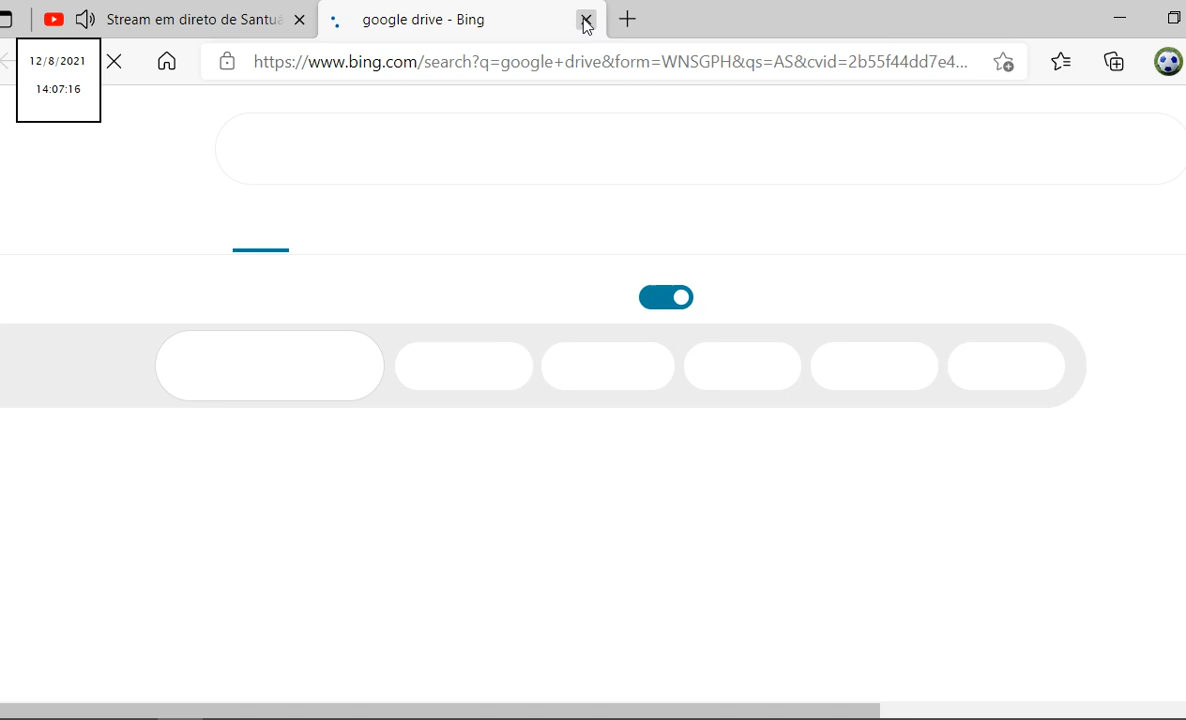 Stream em direto de Santuá
google drive - Bing
12/8/2021
14:07:16
https://www.bing.com/search?q=google+drive&form=WNSGPH&qs=AS&cvid=2b55f44dd7e4...